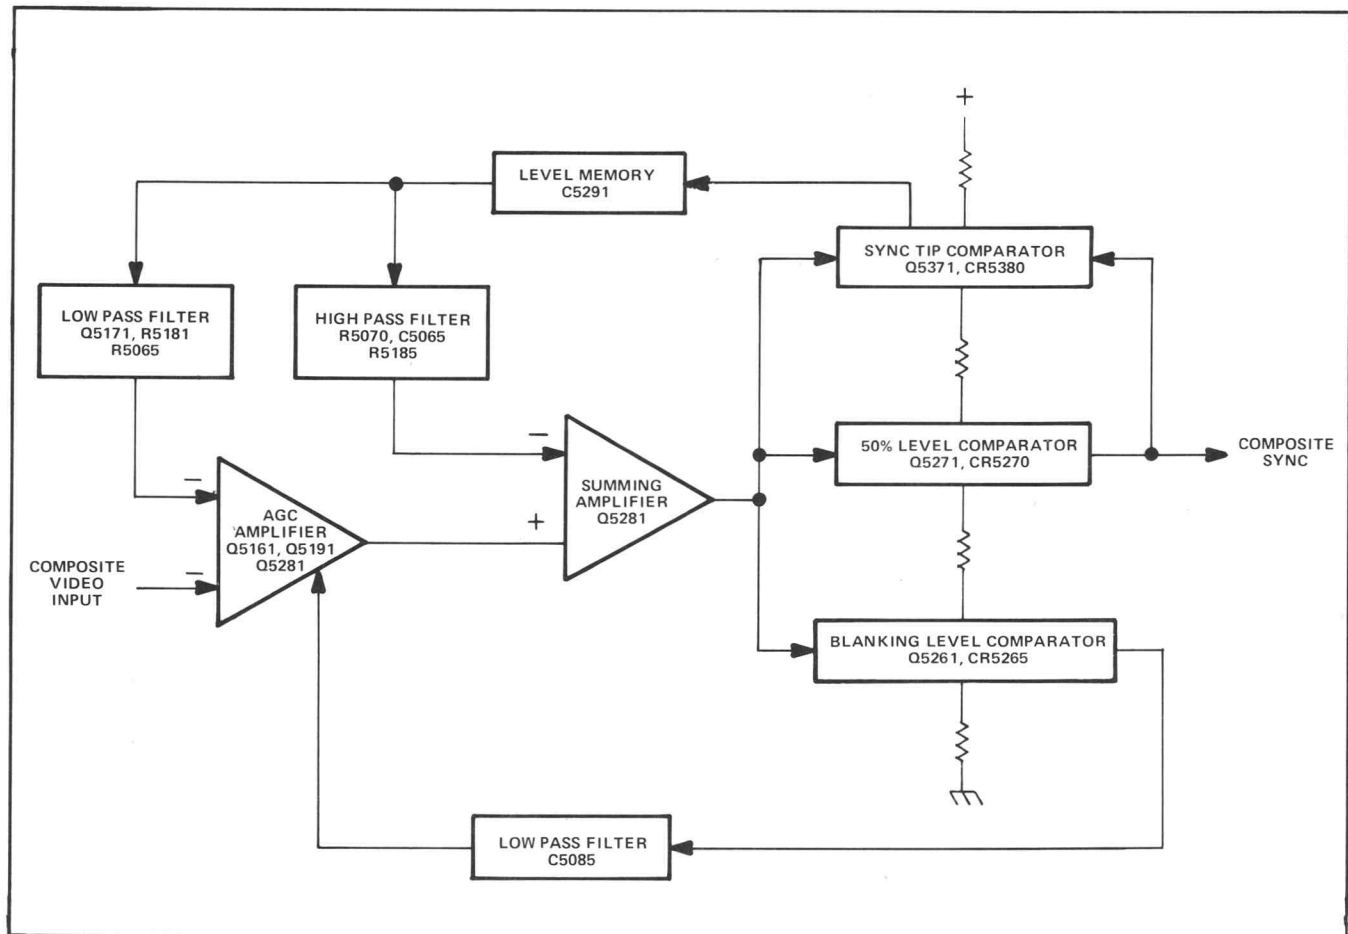 +
LEVEL MEMORY
C5291
SYNC TIP COMPARATOR
Q5371, CR5380
LOW PASS FILTER
Q5171, R5181
R5065
HIGH PASS FILTER
R5070, C5065
R5185
−
50% LEVEL COMPARATOR
Q5271, CR5270
COMPOSITE
SYNC
−
SUMMING
AMPLIFIER
Q5281
+
AGC
AMPLIFIER
Q5161, Q5191
Q5281
COMPOSITE
VIDEO
INPUT
−
BLANKING LEVEL COMPARATOR
Q5261, CR5265
LOW PASS FILTER
C5085